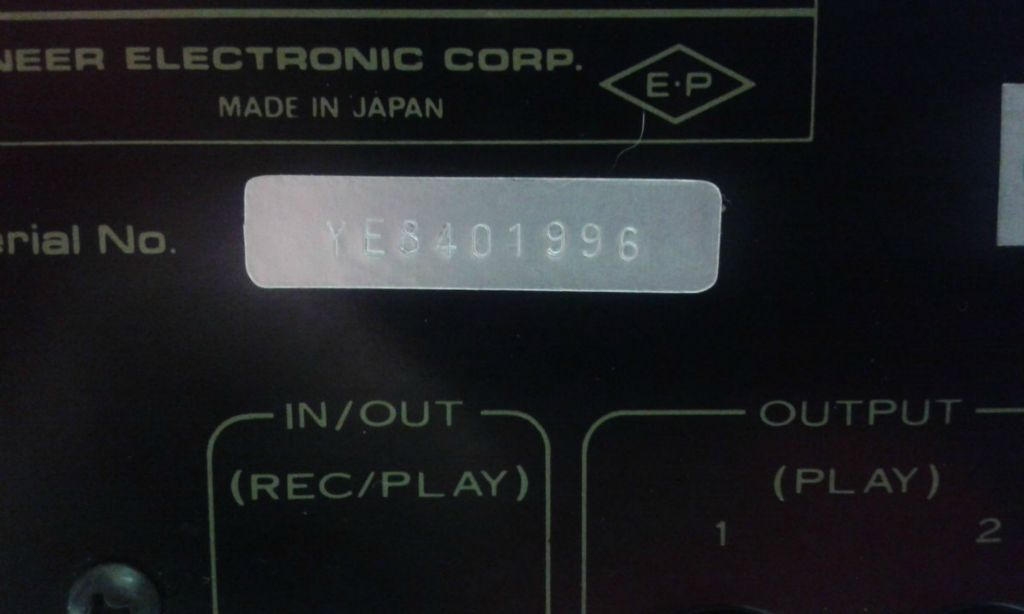 NEER ELECTRONIC CORP.
MADE IN JAPAN
E·P
erial No. YE8401996
IN/OUT
(REC/PLAY)
OUTPUT
(PLAY)
1 2